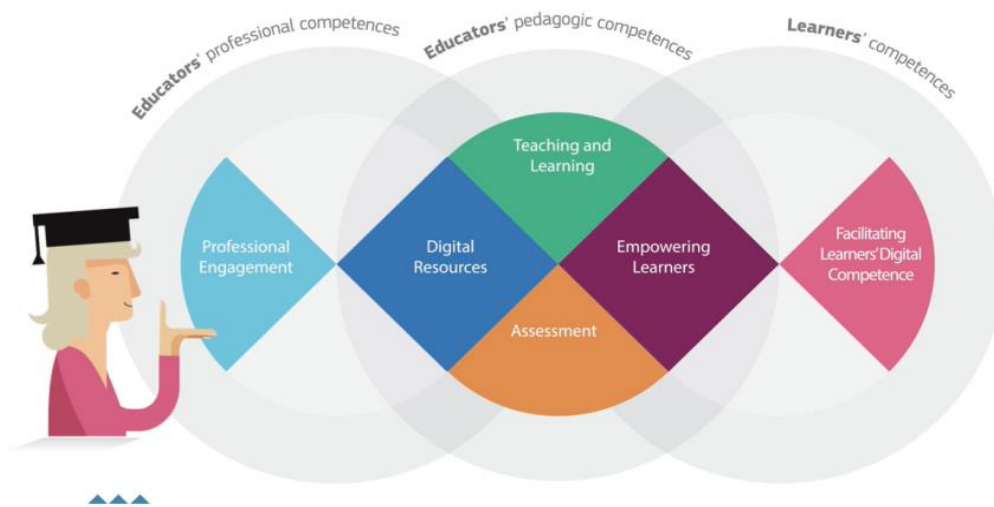 Educators' professional competences
Educators' pedagogic competences
Learners' competences
Teaching and
Learning
Professional
Engagement
Digital
Resources
Empowering
Learners
Facilitating
Learners' Digital
Competence
Assessment